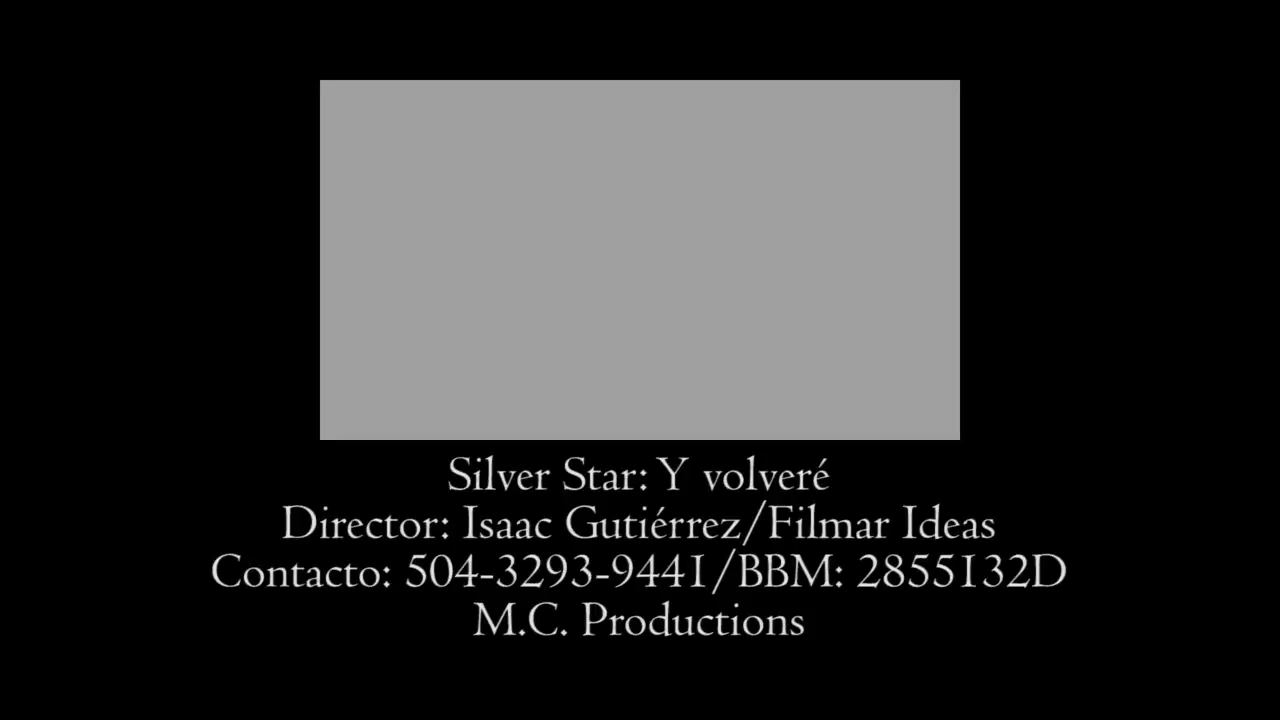 Silver Star: Y volveré
Director: Isaac Gutiérrez/Filmar Ideas
Contacto: 504-3293-9441/BBM: 2855132D
M.C. Productions